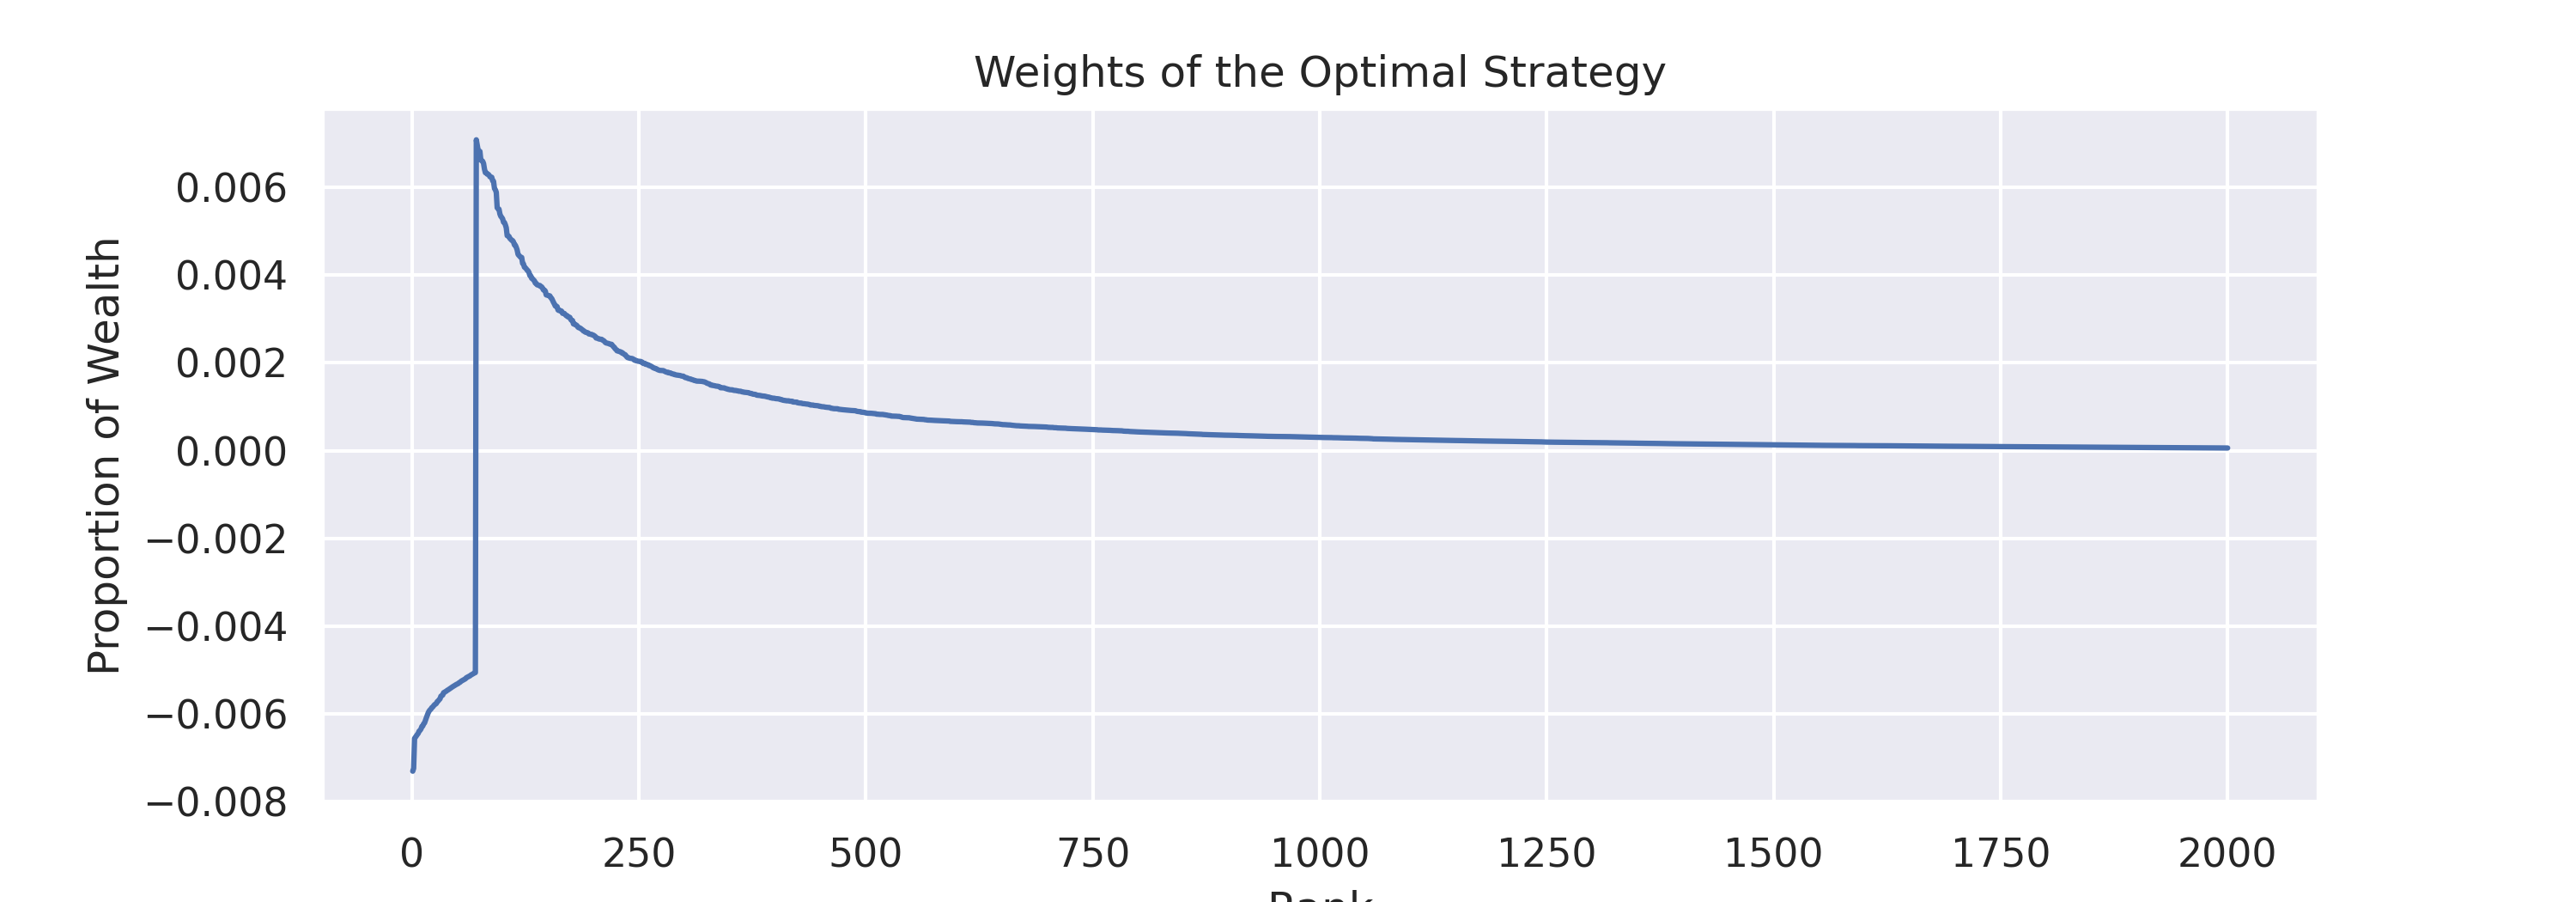 Weights of the Optimal Strategy
Proportion of Wealth
0.006
0.004
0.002
0.000
−0.002
−0.004
−0.006
−0.008
0 250 500 750 1000 1250 1500 1750 2000
Rank